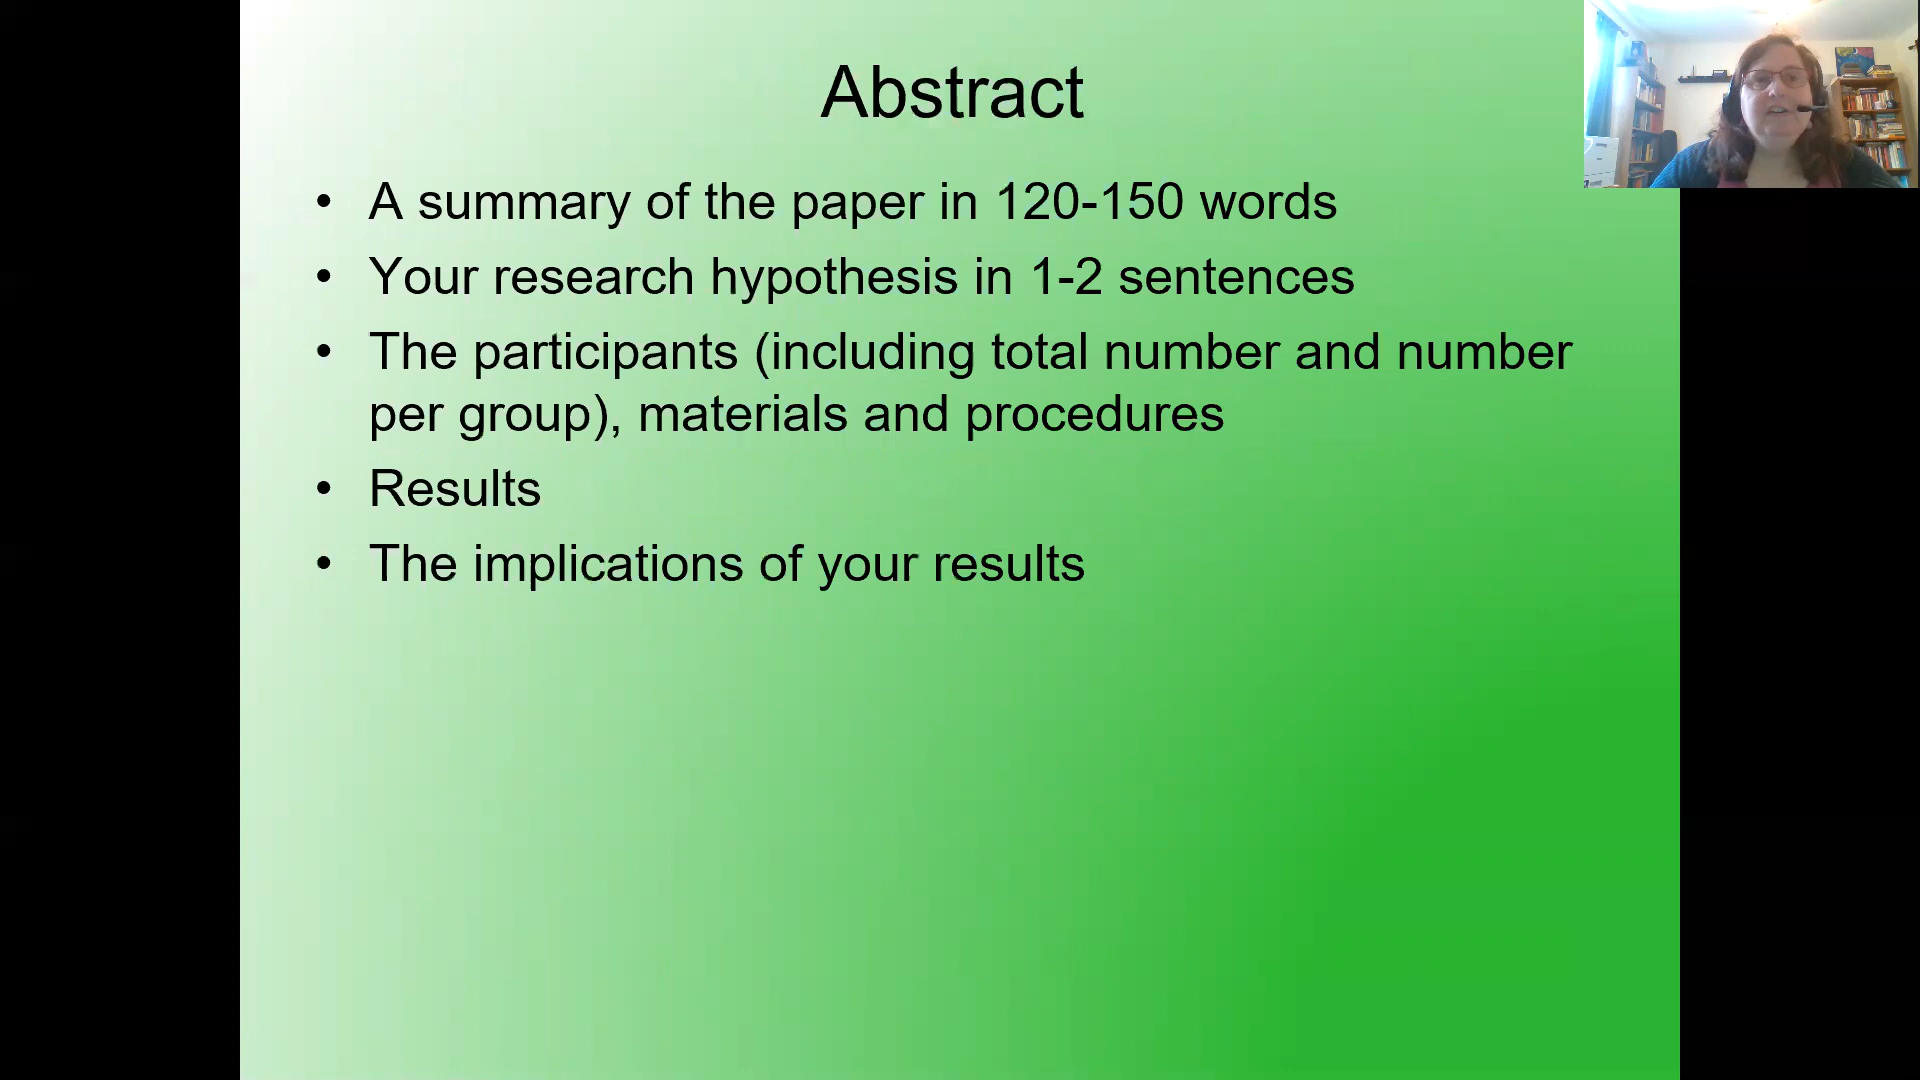 Abstract
• A summary of the paper in 120-150 words
• Your research hypothesis in 1-2 sentences
• The participants (including total number and number
per group), materials and procedures
• Results
• The implications of your results